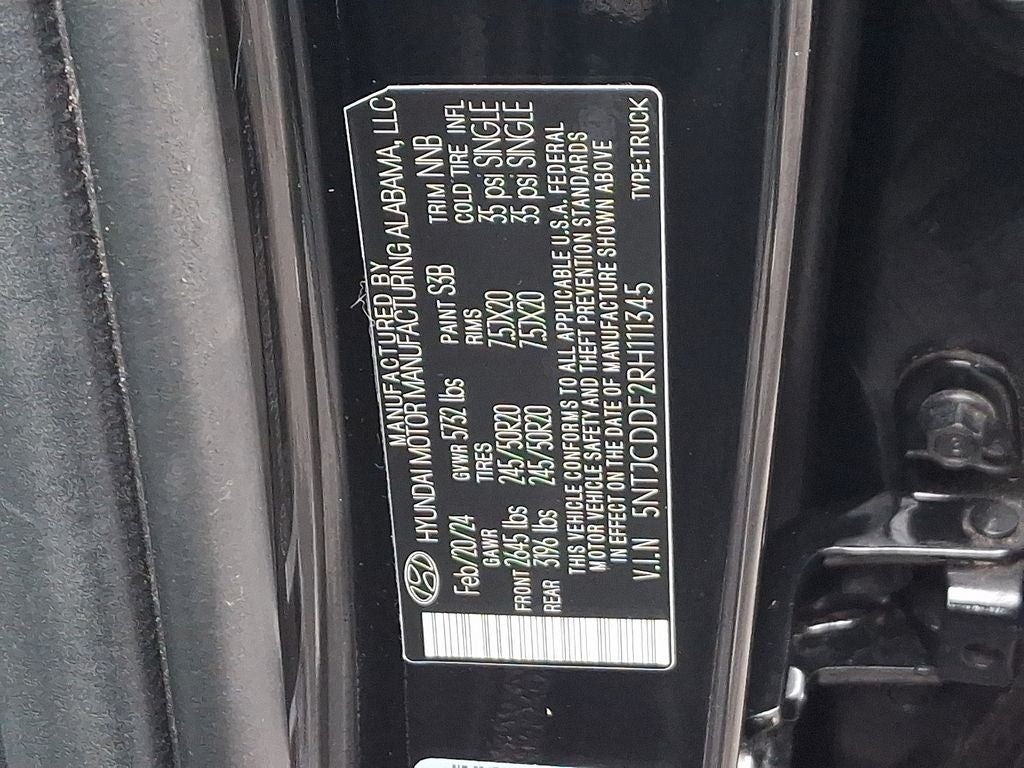 MANUFACTURED BY
HYUNDAI MOTOR MANUFACTURING ALABAMA, LLC
Feb/20/24 GVWR 5732 lbs PAINT S3B TRIM NNB
GAWR TIRES RIMS COLD TIRE INFL
FRONT 2645 lbs 245/50R20 7.5JX20 35 psi SINGLE
REAR 3196 lbs 245/50R20 7.5JX20 35 psi SINGLE
THIS VEHICLE CONFORMS TO ALL APPLICABLE U.S.A. FEDERAL
MOTOR VEHICLE SAFETY AND THEFT PREVENTION STANDARDS
IN EFFECT ON THE DATE OF MANUFACTURE SHOWN ABOVE
V.I.N 5NTJCDDF2RH111345 TYPE:TRUCK